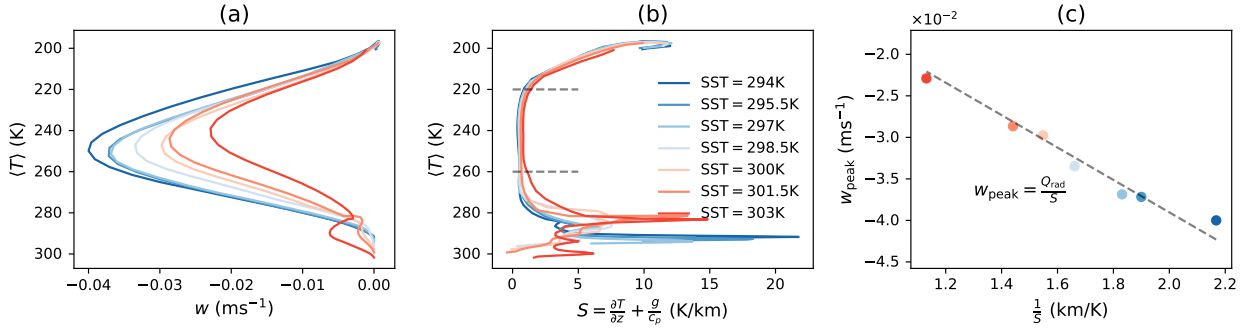 (a)
200
220
240
260
280
300
⟨T⟩ (K)
−0.04
−0.03
−0.02
−0.01
0.00
w (ms⁻¹)
(b)
200
220
240
260
280
300
⟨T⟩ (K)
SST = 294K
SST = 295.5K
SST = 297K
SST = 298.5K
SST = 300K
SST = 301.5K
SST = 303K
0
5
10
15
20
S = ∂T/∂z + g/c_p (K/km)
(c)
×10⁻²
−2.0
−2.5
−3.0
−3.5
−4.0
−4.5
w_peak (ms⁻¹)
w_peak = Q_rad/S
1.2
1.4
1.6
1.8
2.0
2.2
1/S (km/K)